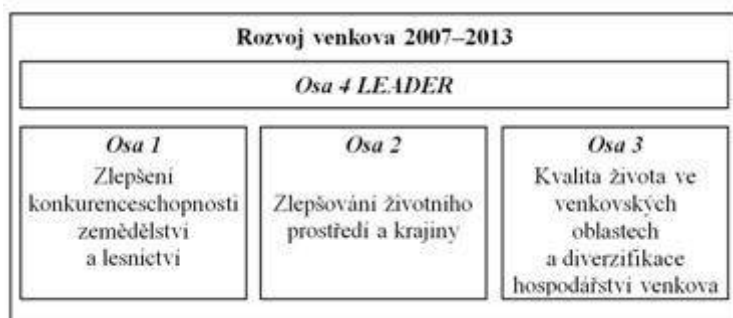 Rozvoj venkova 2007–2013
Osa 4 LEADER
Osa 1
Zlepšení
konkurenceschopnosti
zemědělství
a lesnictví
Osa 2
Zlepšování životního
prostředí a krajiny
Osa 3
Kvalita života ve
venkovských
oblastech
a diverzifikace
hospodářství venkova